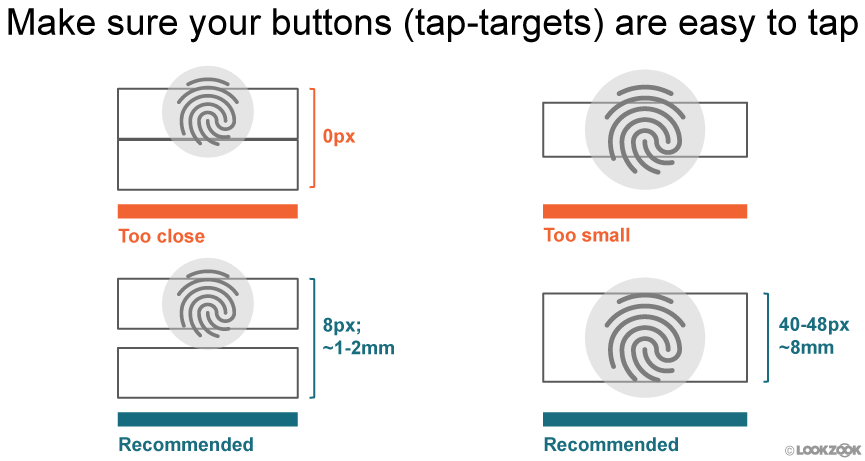 Make sure your buttons (tap-targets) are easy to tap
0px
Too close
Too small
8px;
~1-2mm
Recommended
40-48px
~8mm
Recommended
© LOOKZOOK